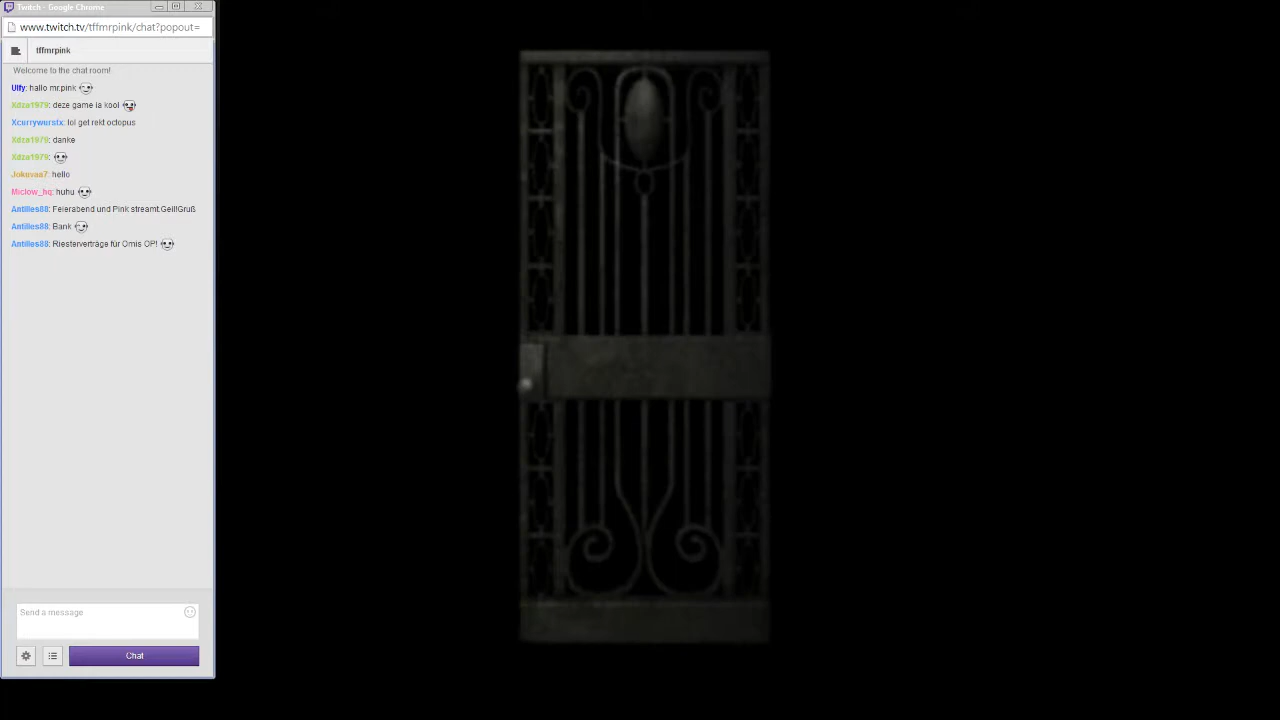 Twitch - Google Chrome
www.twitch.tv/tffmrpink/chat?popout=
tffmrpink
Welcome to the chat room!
Ulfy: hallo mr.pink
Xdza1979: deze game ia kool
Xcurrywurstx: lol get rekt octopus
Xdza1979: danke
Xdza1979:
Jokuvaa7: hello
Miclow_hq: huhu
Antilles88: Feierabend und Pink streamt.Geil!Gruß
Antilles88: Bank
Antilles88: Riesterverträge für Omis OP!
Send a message
Chat